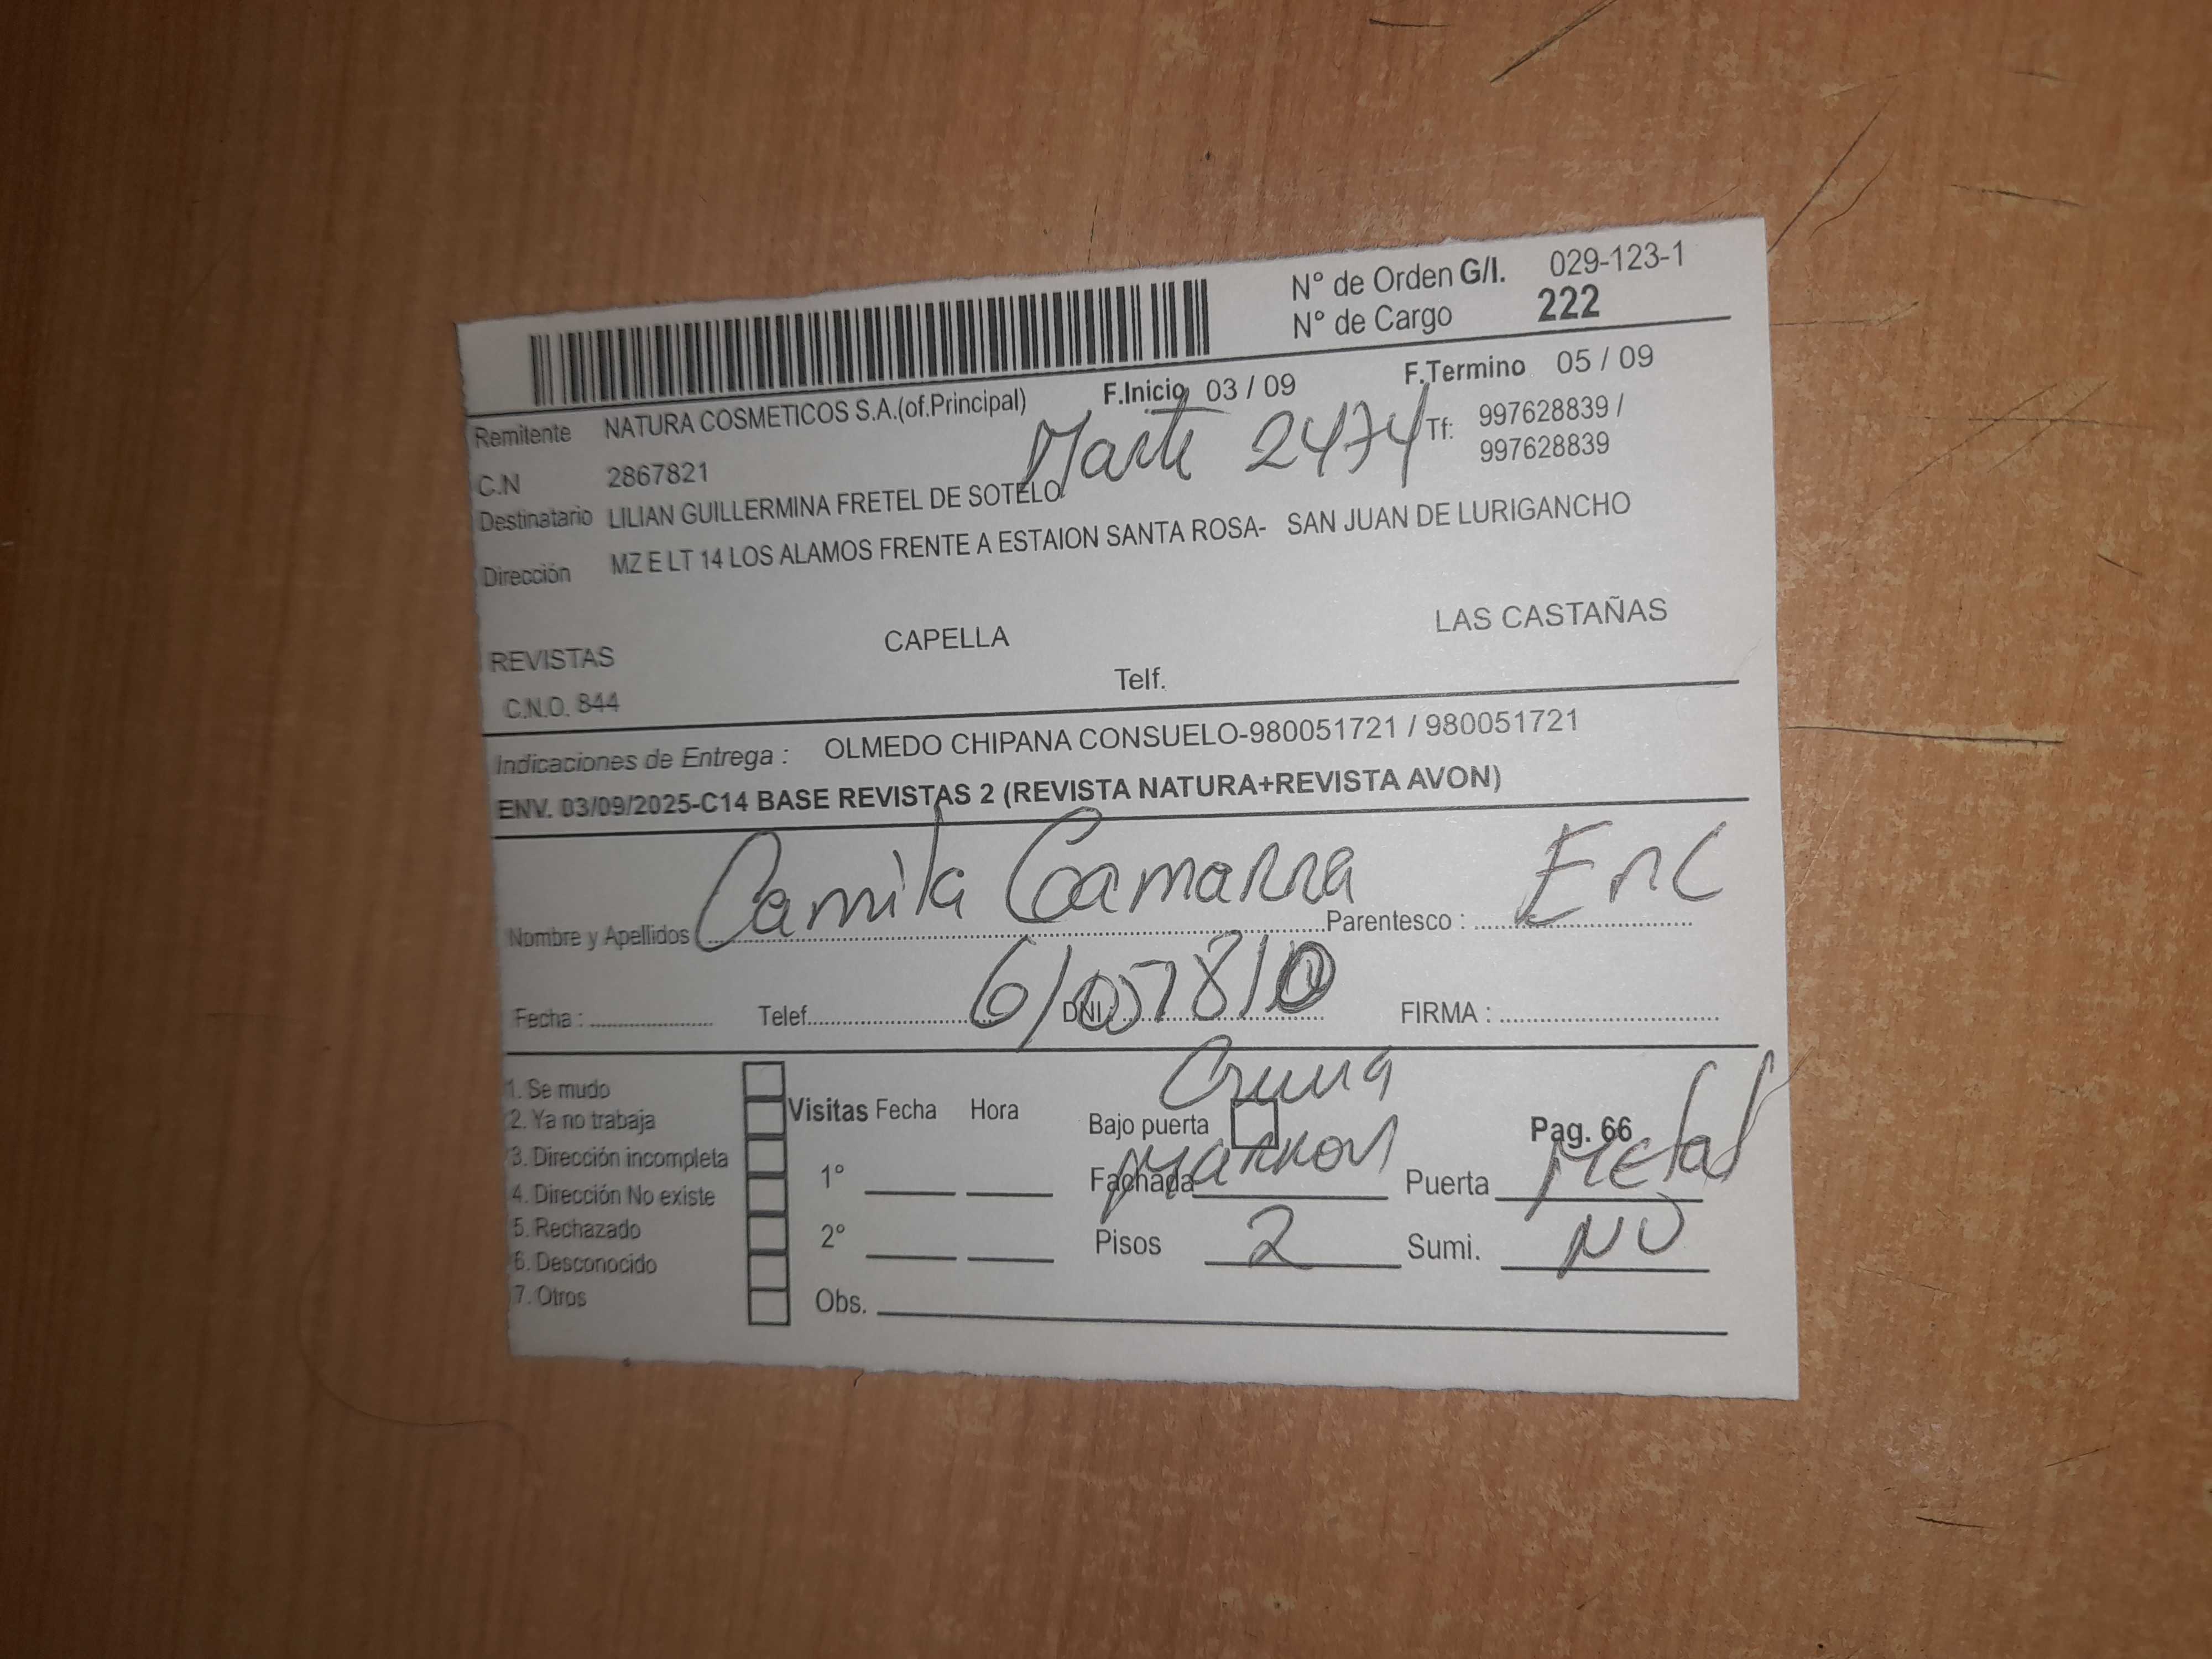 N° de Orden G/I. 029-123-1
N° de Cargo 222
F.Inicio 03 / 09 F.Termino 05 / 09
Remitente NATURA COSMETICOS S.A.(of.Principal)
Marte 2474 Tf: 997628839 /
997628839
C.N 2867821
Destinatario LILIAN GUILLERMINA FRETEL DE SOTELO
Dirección MZ E LT 14 LOS ALAMOS FRENTE A ESTAION SANTA ROSA- SAN JUAN DE LURIGANCHO
REVISTAS CAPELLA LAS CASTAÑAS
C.N.O. 844 Telf.
Indicaciones de Entrega : OLMEDO CHIPANA CONSUELO-980051721 / 980051721
ENV. 03/09/2025-C14 BASE REVISTAS 2 (REVISTA NATURA+REVISTA AVON)
Nombre y Apellidos Camila Gamarra Parentesco : Enc
Fecha : Telef. DNI FIRMA :
1. Se mudo
2. Ya no trabaja
3. Dirección incompleta
4. Dirección No existe
5. Rechazado
6. Desconocido
7. Otros
Visitas Fecha Hora
1°
2°
Obs.
Bajo puerta Pag. 66
Fachada marron Puerta Metal
Pisos 2 Sumi. NO